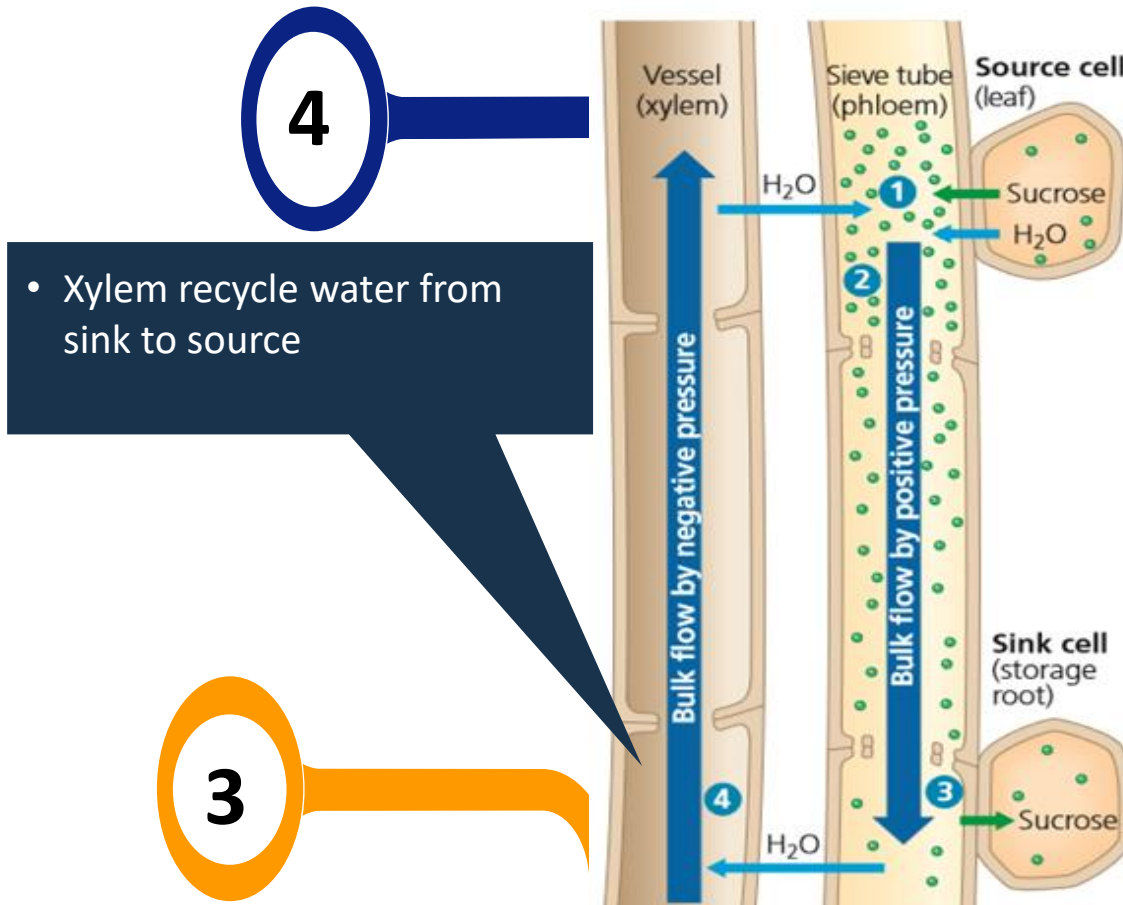 4
• Xylem recycle water from
sink to source
3
Vessel
(xylem)
Sieve tube
(phloem)
Source cell
(leaf)
H₂O
1
Sucrose
H₂O
2
Bulk flow by negative pressure
Bulk flow by positive pressure
Sink cell
(storage
root)
4
3
H₂O
Sucrose